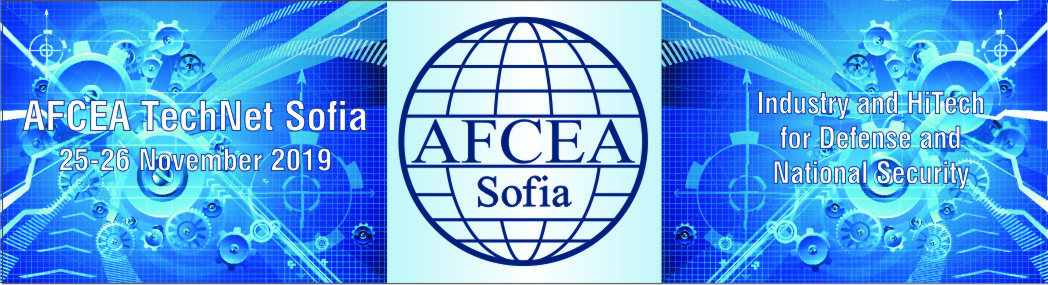 AFCEA TechNet Sofia
25-26 November 2019
AFCEA
Sofia
Industry and HiTech
for Defense and
National Security